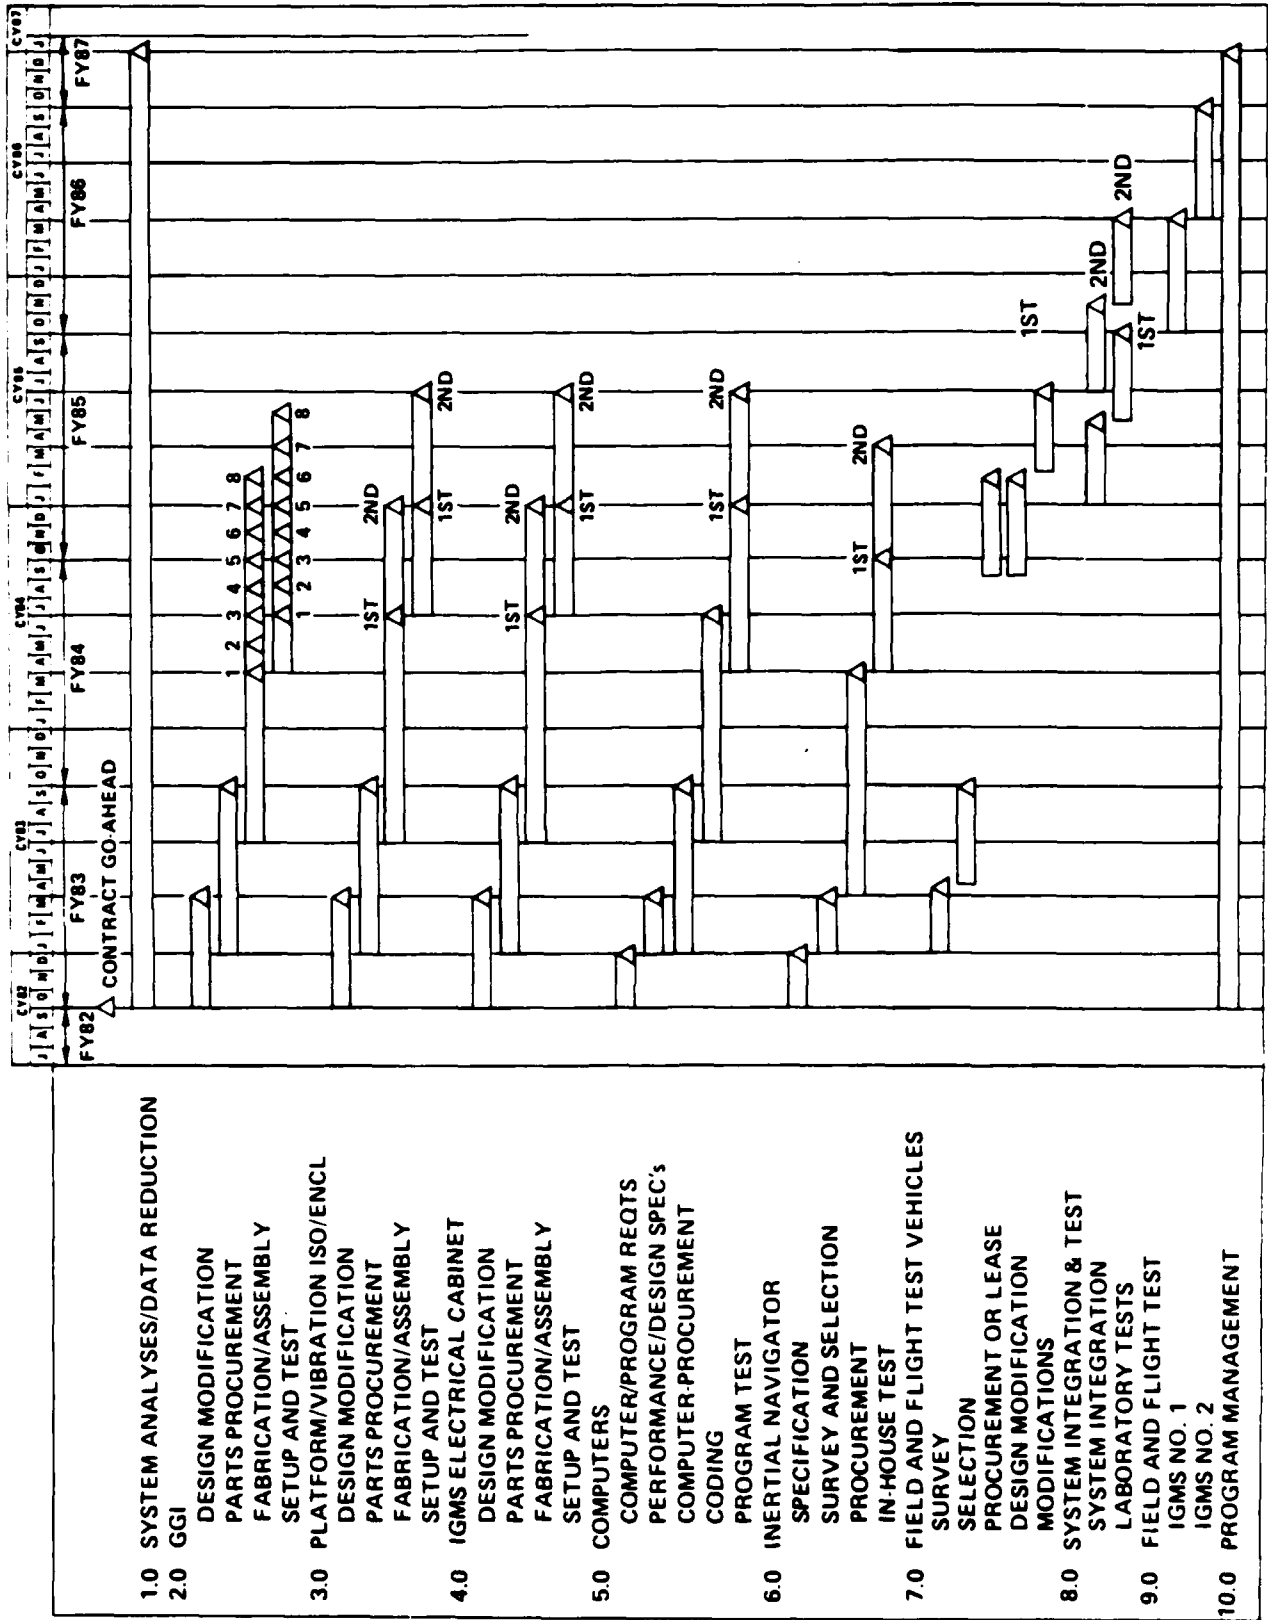 CY82 CY83 CY84 CY85 CY86 CY87
J A S O N D J F M A M J J A S O N D J F M A M J J A S O N D J F M A M J J A S O N D J F M A M J J A S O N D J
FY82 FY83 FY84 FY85 FY86 FY87
CONTRACT GO-AHEAD
1.0 SYSTEM ANALYSES/DATA REDUCTION
2.0 GGI
DESIGN MODIFICATION
PARTS PROCUREMENT
FABRICATION/ASSEMBLY 1 2 3 4 5 6 7 8
SETUP AND TEST 1 2 3 4 5 6 7 8
3.0 PLATFORM/VIBRATION ISO/ENCL
DESIGN MODIFICATION
PARTS PROCUREMENT
FABRICATION/ASSEMBLY 1ST 2ND
SETUP AND TEST 1ST 2ND
4.0 IGMS ELECTRICAL CABINET
DESIGN MODIFICATION
PARTS PROCUREMENT
FABRICATION/ASSEMBLY 1ST 2ND
SETUP AND TEST 1ST 2ND
5.0 COMPUTERS
COMPUTER/PROGRAM REQTS
PERFORMANCE/DESIGN SPEC's
COMPUTER-PROCUREMENT
CODING
PROGRAM TEST 1ST 2ND
6.0 INERTIAL NAVIGATOR
SPECIFICATION
SURVEY AND SELECTION
PROCUREMENT
IN-HOUSE TEST 1ST 2ND
7.0 FIELD AND FLIGHT TEST VEHICLES
SURVEY
SELECTION
PROCUREMENT OR LEASE
DESIGN MODIFICATION
MODIFICATIONS
8.0 SYSTEM INTEGRATION & TEST
SYSTEM INTEGRATION 1ST 2ND
LABORATORY TESTS 1ST 2ND
9.0 FIELD AND FLIGHT TEST
IGMS NO. 1
IGMS NO. 2
10.0 PROGRAM MANAGEMENT